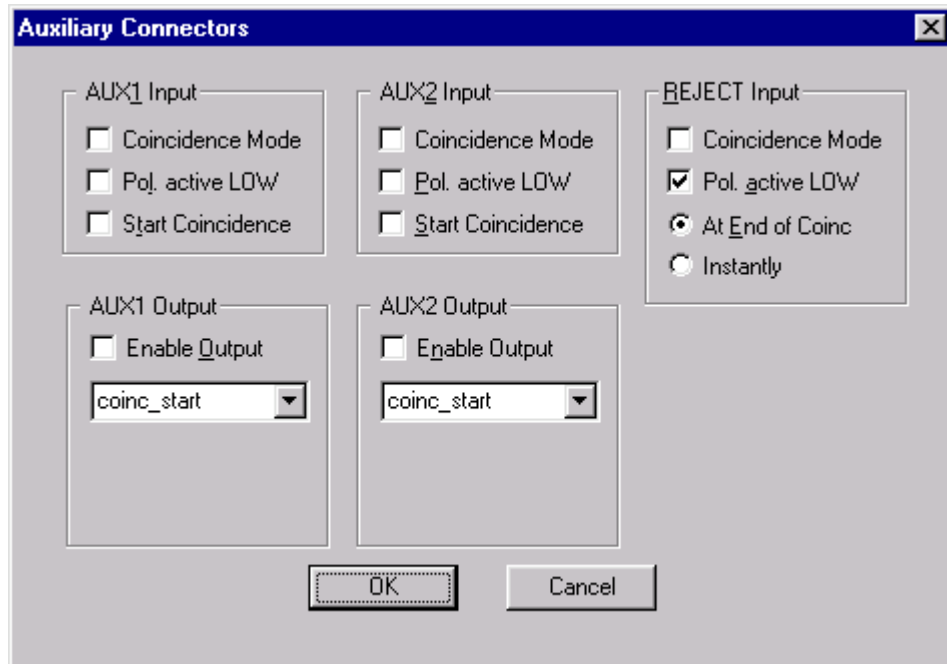 Auxiliary Connectors
AUX1 Input
Coincidence Mode
Pol. active LOW
Start Coincidence
AUX2 Input
Coincidence Mode
Pol. active LOW
Start Coincidence
REJECT Input
Coincidence Mode
Pol. active LOW
At End of Coinc
Instantly
AUX1 Output
Enable Output
coinc_start
AUX2 Output
Enable Output
coinc_start
OK
Cancel